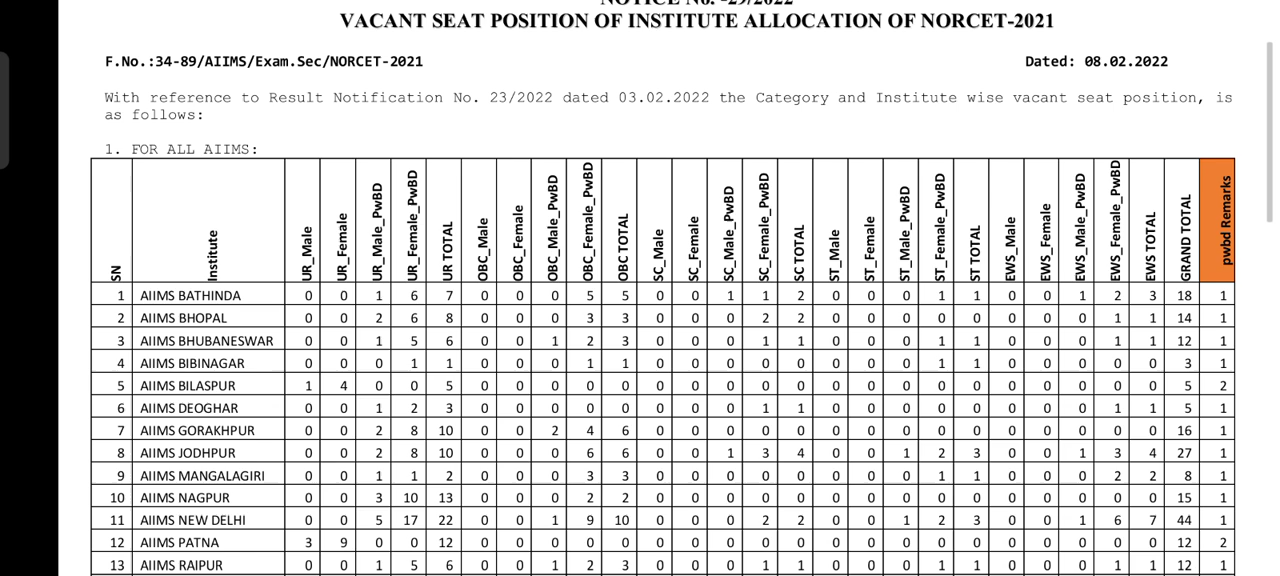 NOTICE No. -29/2022
VACANT SEAT POSITION OF INSTITUTE ALLOCATION OF NORCET-2021
F.No.:34-89/AIIMS/Exam.Sec/NORCET-2021 Dated: 08.02.2022
With reference to Result Notification No. 23/2022 dated 03.02.2022 the Category and Institute wise vacant seat position, is
as follows:
1. FOR ALL AIIMS:
SN Institute UR_Male UR_Female UR_Male_PwBD UR_Female_PwBD UR TOTAL OBC_Male OBC_Female OBC_Male_PwBD OBC_Female_PwBD OBC TOTAL SC_Male SC_Female SC_Male_PwBD SC_Female_PwBD SC TOTAL ST_Male ST_Female ST_Male_PwBD ST_Female_PwBD ST TOTAL EWS_Male EWS_Female EWS_Male_PwBD EWS_Female_PwBD EWS TOTAL GRAND TOTAL pwbd Remarks
1 AIIMS BATHINDA 0 0 1 6 7 0 0 0 5 5 0 0 1 1 2 0 0 0 1 1 0 0 1 2 3 18 1
2 AIIMS BHOPAL 0 0 2 6 8 0 0 0 3 3 0 0 0 2 2 0 0 0 0 0 0 0 0 1 1 14 1
3 AIIMS BHUBANESWAR 0 0 1 5 6 0 0 1 2 3 0 0 0 1 1 0 0 0 1 1 0 0 0 1 1 12 1
4 AIIMS BIBINAGAR 0 0 0 1 1 0 0 0 1 1 0 0 0 0 0 0 0 0 1 1 0 0 0 0 0 3 1
5 AIIMS BILASPUR 1 4 0 0 5 0 0 0 0 0 0 0 0 0 0 0 0 0 0 0 0 0 0 0 0 5 2
6 AIIMS DEOGHAR 0 0 1 2 3 0 0 0 0 0 0 0 0 1 1 0 0 0 0 0 0 0 0 1 1 5 1
7 AIIMS GORAKHPUR 0 0 2 8 10 0 0 2 4 6 0 0 0 0 0 0 0 0 0 0 0 0 0 0 0 16 1
8 AIIMS JODHPUR 0 0 2 8 10 0 0 0 6 6 0 0 1 3 4 0 0 1 2 3 0 0 1 3 4 27 1
9 AIIMS MANGALAGIRI 0 0 1 1 2 0 0 0 3 3 0 0 0 0 0 0 0 0 1 1 0 0 0 2 2 8 1
10 AIIMS NAGPUR 0 0 3 10 13 0 0 0 2 2 0 0 0 0 0 0 0 0 0 0 0 0 0 0 0 15 1
11 AIIMS NEW DELHI 0 0 5 17 22 0 0 1 9 10 0 0 0 2 2 0 0 1 2 3 0 0 1 6 7 44 1
12 AIIMS PATNA 3 9 0 0 12 0 0 0 0 0 0 0 0 0 0 0 0 0 0 0 0 0 0 0 0 12 2
13 AIIMS RAIPUR 0 0 1 5 6 0 0 1 2 3 0 0 0 1 1 0 0 0 1 1 0 0 0 1 1 12 1